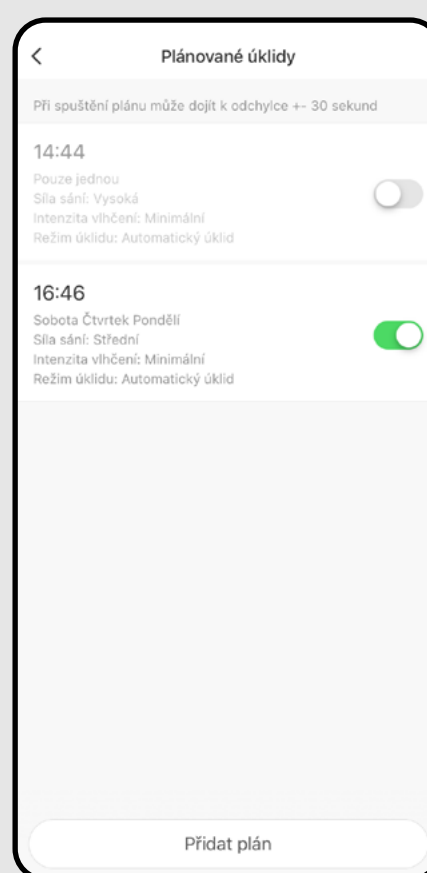 Plánované úklidy
Při spuštění plánu může dojít k odchylce +- 30 sekund
14:44
Pouze jednou
Síla sání: Vysoká
Intenzita vlhčení: Minimální
Režim úklidu: Automatický úklid
16:46
Sobota Čtvrtek Pondělí
Síla sání: Střední
Intenzita vlhčení: Minimální
Režim úklidu: Automatický úklid
Přidat plán